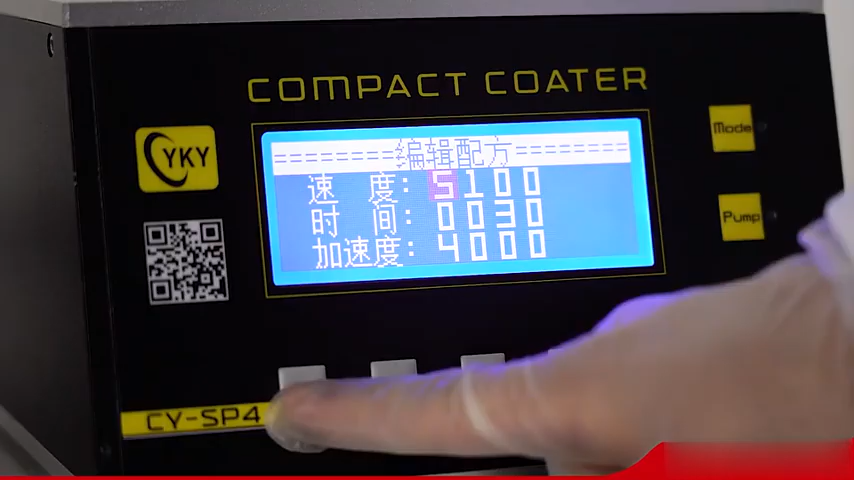 COMPACT COATER
CYKY
========编辑配方========
速 度: 5100
时 间: 0030
加速度: 4000
Mode
Pump
CY-SP4